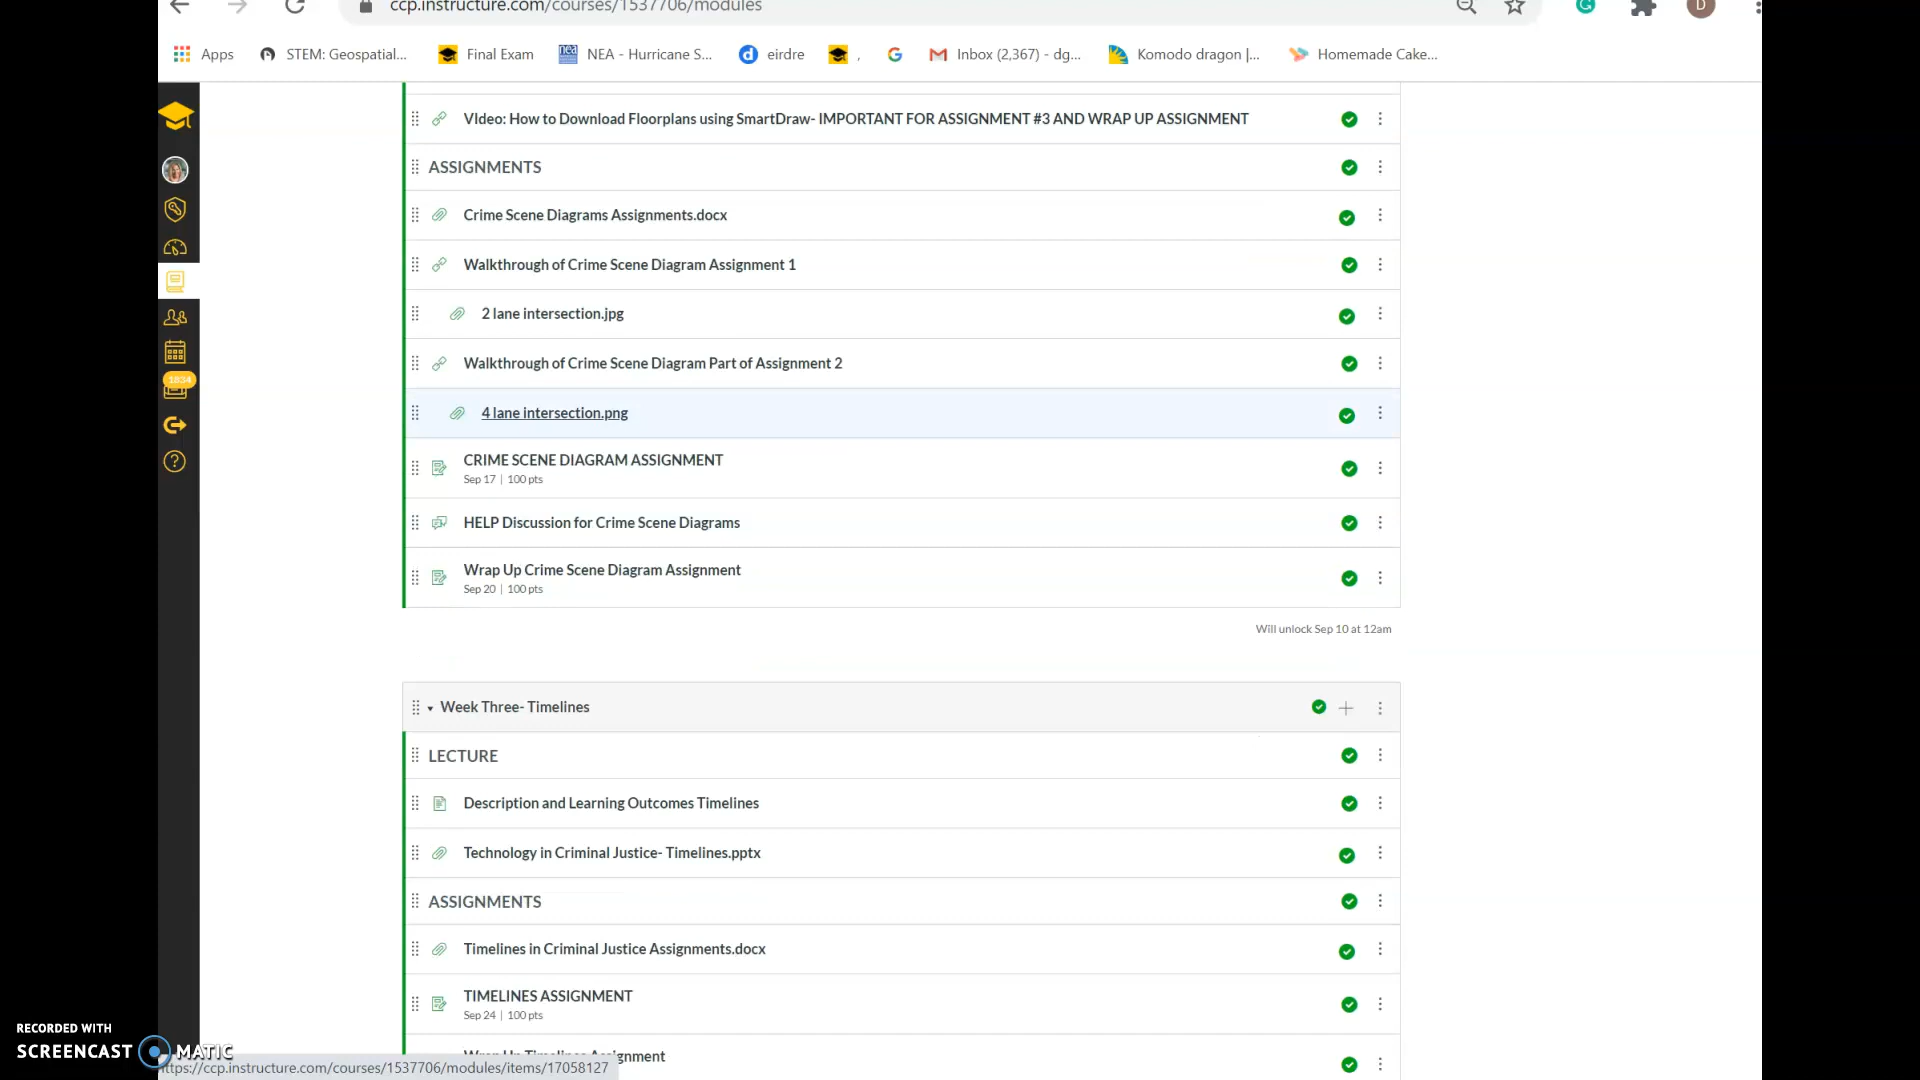 ccp.instructure.com/courses/1537706/modules
D
Apps
STEM: Geospatial...
Final Exam
nea
NEA - Hurricane S...
d
eirdre
,
Inbox (2,367) - dg...
Komodo dragon |...
Homemade Cake...
VIdeo: How to Download Floorplans using SmartDraw- IMPORTANT FOR ASSIGNMENT #3 AND WRAP UP ASSIGNMENT
ASSIGNMENTS
Crime Scene Diagrams Assignments.docx
Walkthrough of Crime Scene Diagram Assignment 1
2 lane intersection.jpg
Walkthrough of Crime Scene Diagram Part of Assignment 2
1834
4 lane intersection.png
CRIME SCENE DIAGRAM ASSIGNMENT
Sep 17 | 100 pts
HELP Discussion for Crime Scene Diagrams
Wrap Up Crime Scene Diagram Assignment
Sep 20 | 100 pts
Will unlock Sep 10 at 12am
Week Three- Timelines
LECTURE
Description and Learning Outcomes Timelines
Technology in Criminal Justice- Timelines.pptx
ASSIGNMENTS
Timelines in Criminal Justice Assignments.docx
TIMELINES ASSIGNMENT
Sep 24 | 100 pts
Wrap Up Timelines Assignment
RECORDED WITH
SCREENCAST MATIC
ttps://ccp.instructure.com/courses/1537706/modules/items/17058127